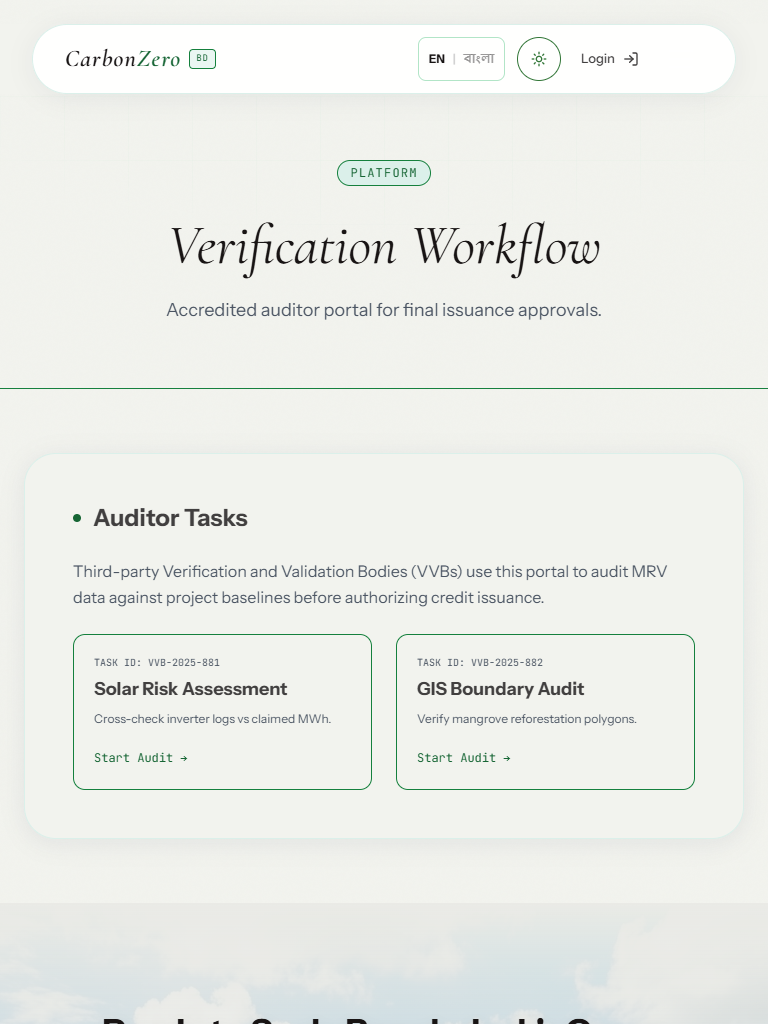 CarbonZero BD
EN | বাংলা
Login
PLATFORM
Verification Workflow
Accredited auditor portal for final issuance approvals.
Auditor Tasks
Third-party Verification and Validation Bodies (VVBs) use this portal to audit MRV
data against project baselines before authorizing credit issuance.
TASK ID: VVB-2025-881
Solar Risk Assessment
Cross-check inverter logs vs claimed MWh.
Start Audit →
TASK ID: VVB-2025-882
GIS Boundary Audit
Verify mangrove reforestation polygons.
Start Audit →